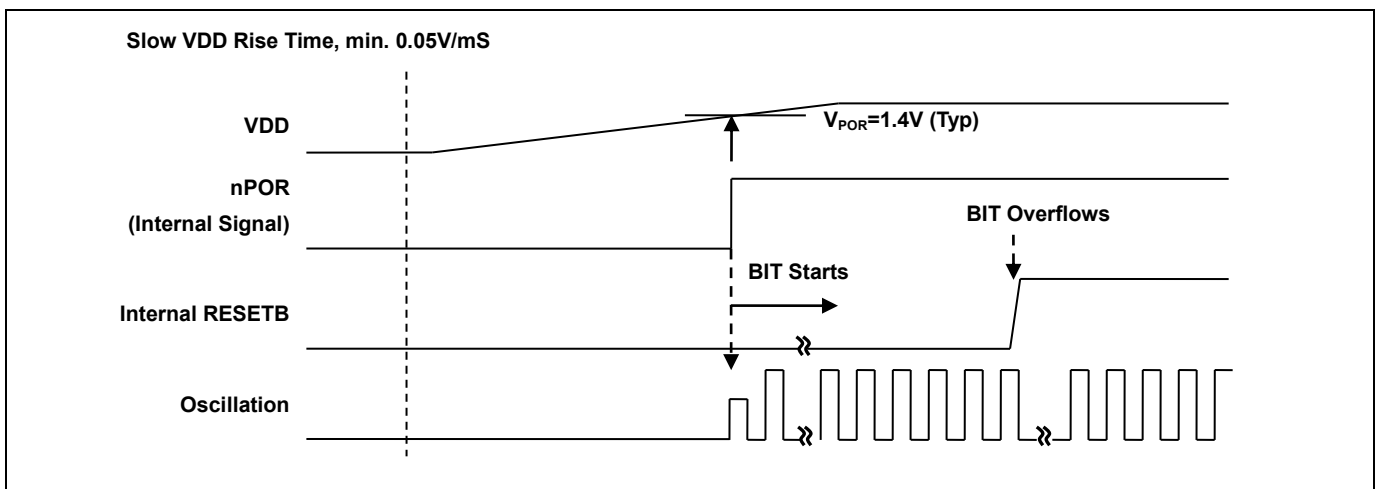 Slow VDD Rise Time, min. 0.05V/mS
VDD
VPOR=1.4V (Typ)
nPOR
(Internal Signal)
BIT Overflows
BIT Starts
Internal RESETB
Oscillation